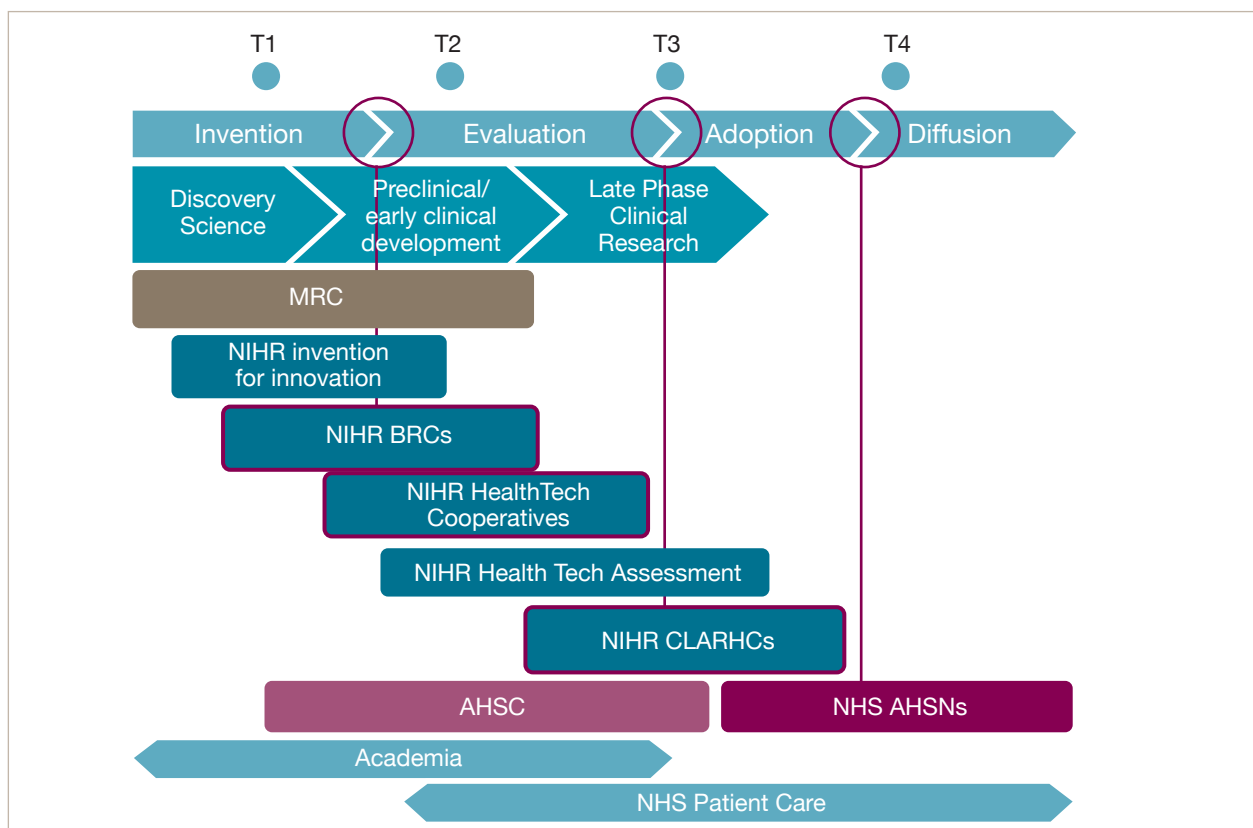 T1 T2 T3 T4
Invention Evaluation Adoption Diffusion
Discovery
Science
Preclinical/
early clinical
development
Late Phase
Clinical
Research
MRC
NIHR invention
for innovation
NIHR BRCs
NIHR HealthTech
Cooperatives
NIHR Health Tech Assessment
NIHR CLARHCs
AHSC NHS AHSNs
Academia
NHS Patient Care